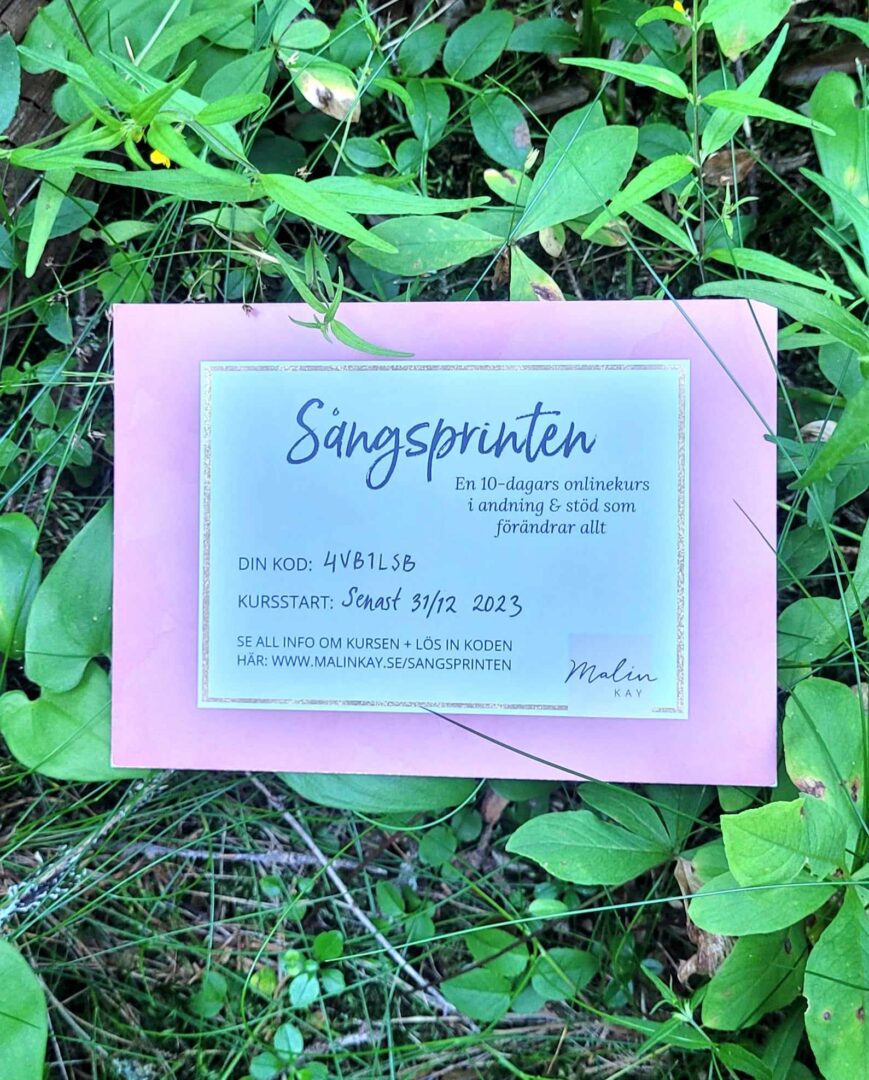 Sångsprinten
En 10-dagars onlinekurs
i andning & stöd som
förändrar allt
DIN KOD: 4VB1LSB
KURSSTART: Senast 31/12 2023
SE ALL INFO OM KURSEN + LÖS IN KODEN
HÄR: WWW.MALINKAY.SE/SANGSPRINTEN
Malin
KAY